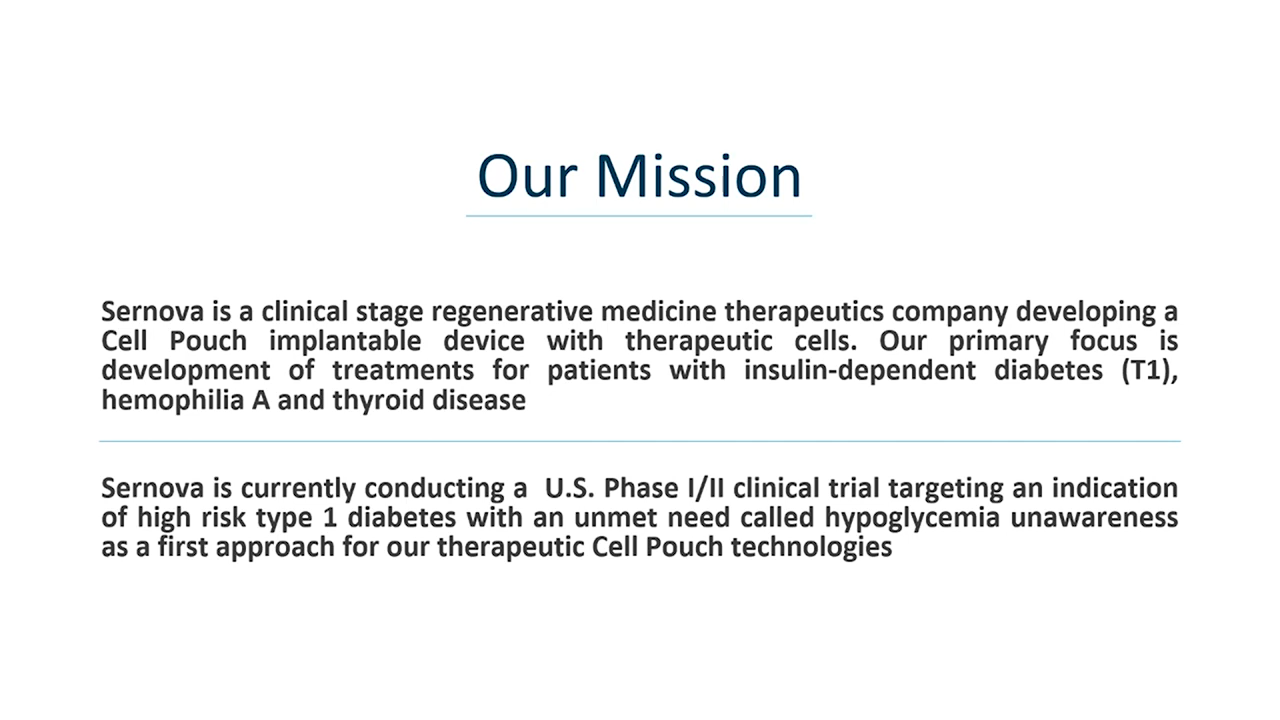 Our Mission
Sernova is a clinical stage regenerative medicine therapeutics company developing a
Cell Pouch implantable device with therapeutic cells. Our primary focus is
development of treatments for patients with insulin-dependent diabetes (T1),
hemophilia A and thyroid disease
Sernova is currently conducting a  U.S. Phase I/II clinical trial targeting an indication
of high risk type 1 diabetes with an unmet need called hypoglycemia unawareness
as a first approach for our therapeutic Cell Pouch technologies